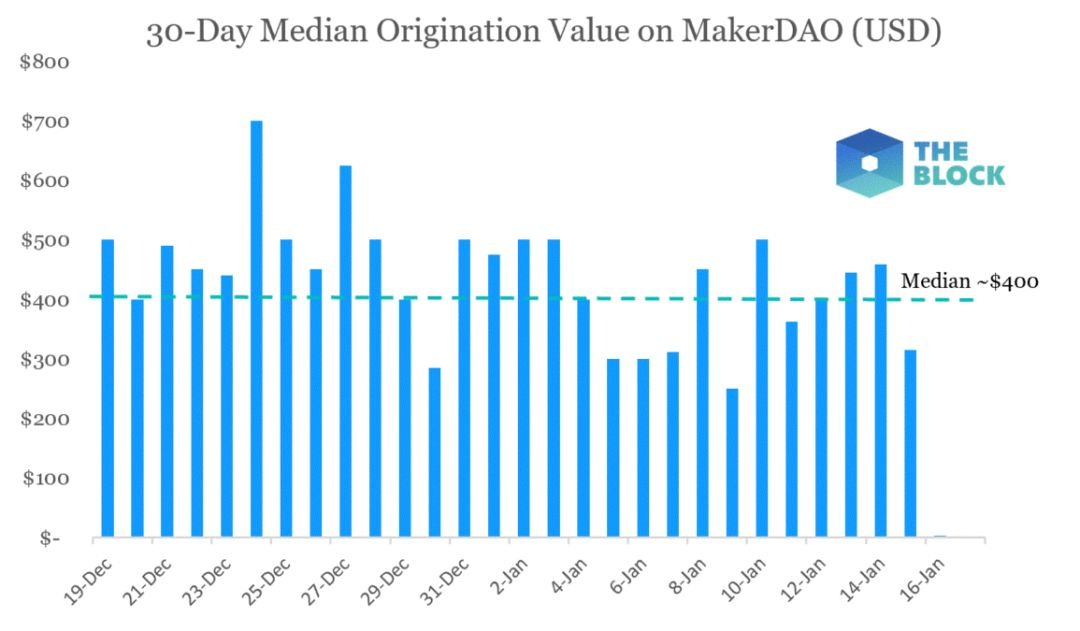 30-Day Median Origination Value on MakerDAO (USD)
$800
$700
THE
BLOCK
$600
$500
Median ~$400
$400
$300
$200
$100
$-
19-Dec
21-Dec
23-Dec
25-Dec
27-Dec
29-Dec
31-Dec
2-Jan
4-Jan
6-Jan
8-Jan
10-Jan
12-Jan
14-Jan
16-Jan